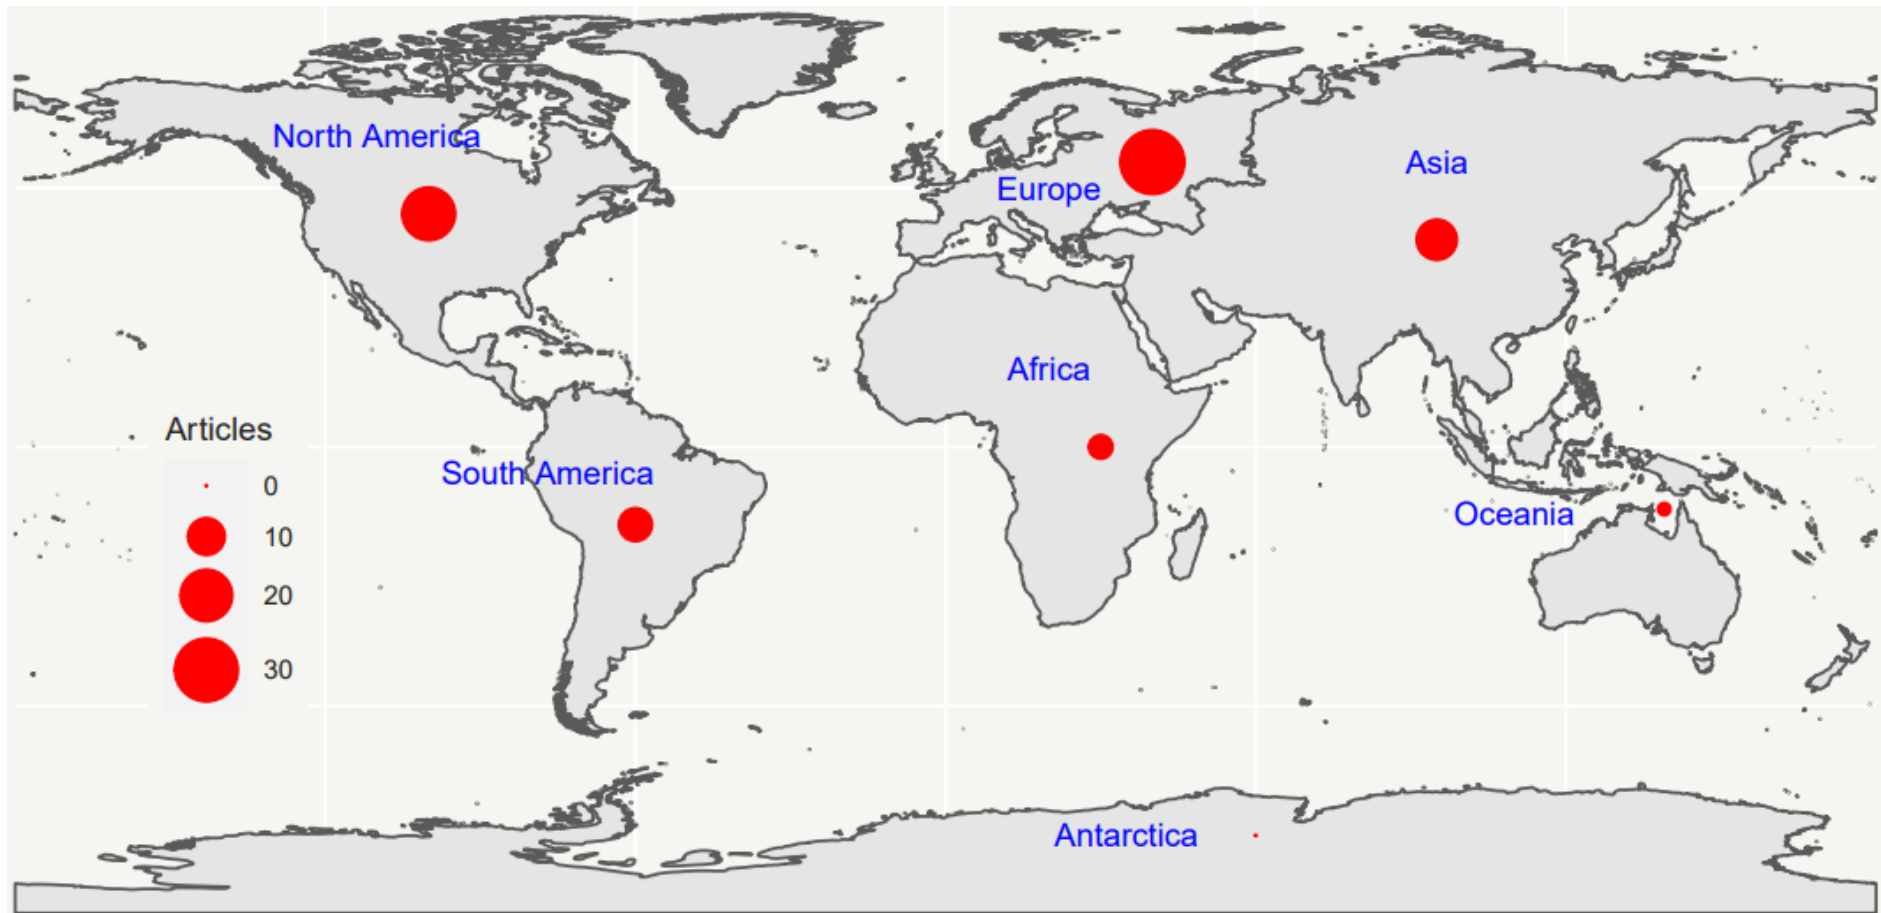 North America
Asia
Europe
Africa
Articles
0
10
20
30
South America
Oceania
Antarctica